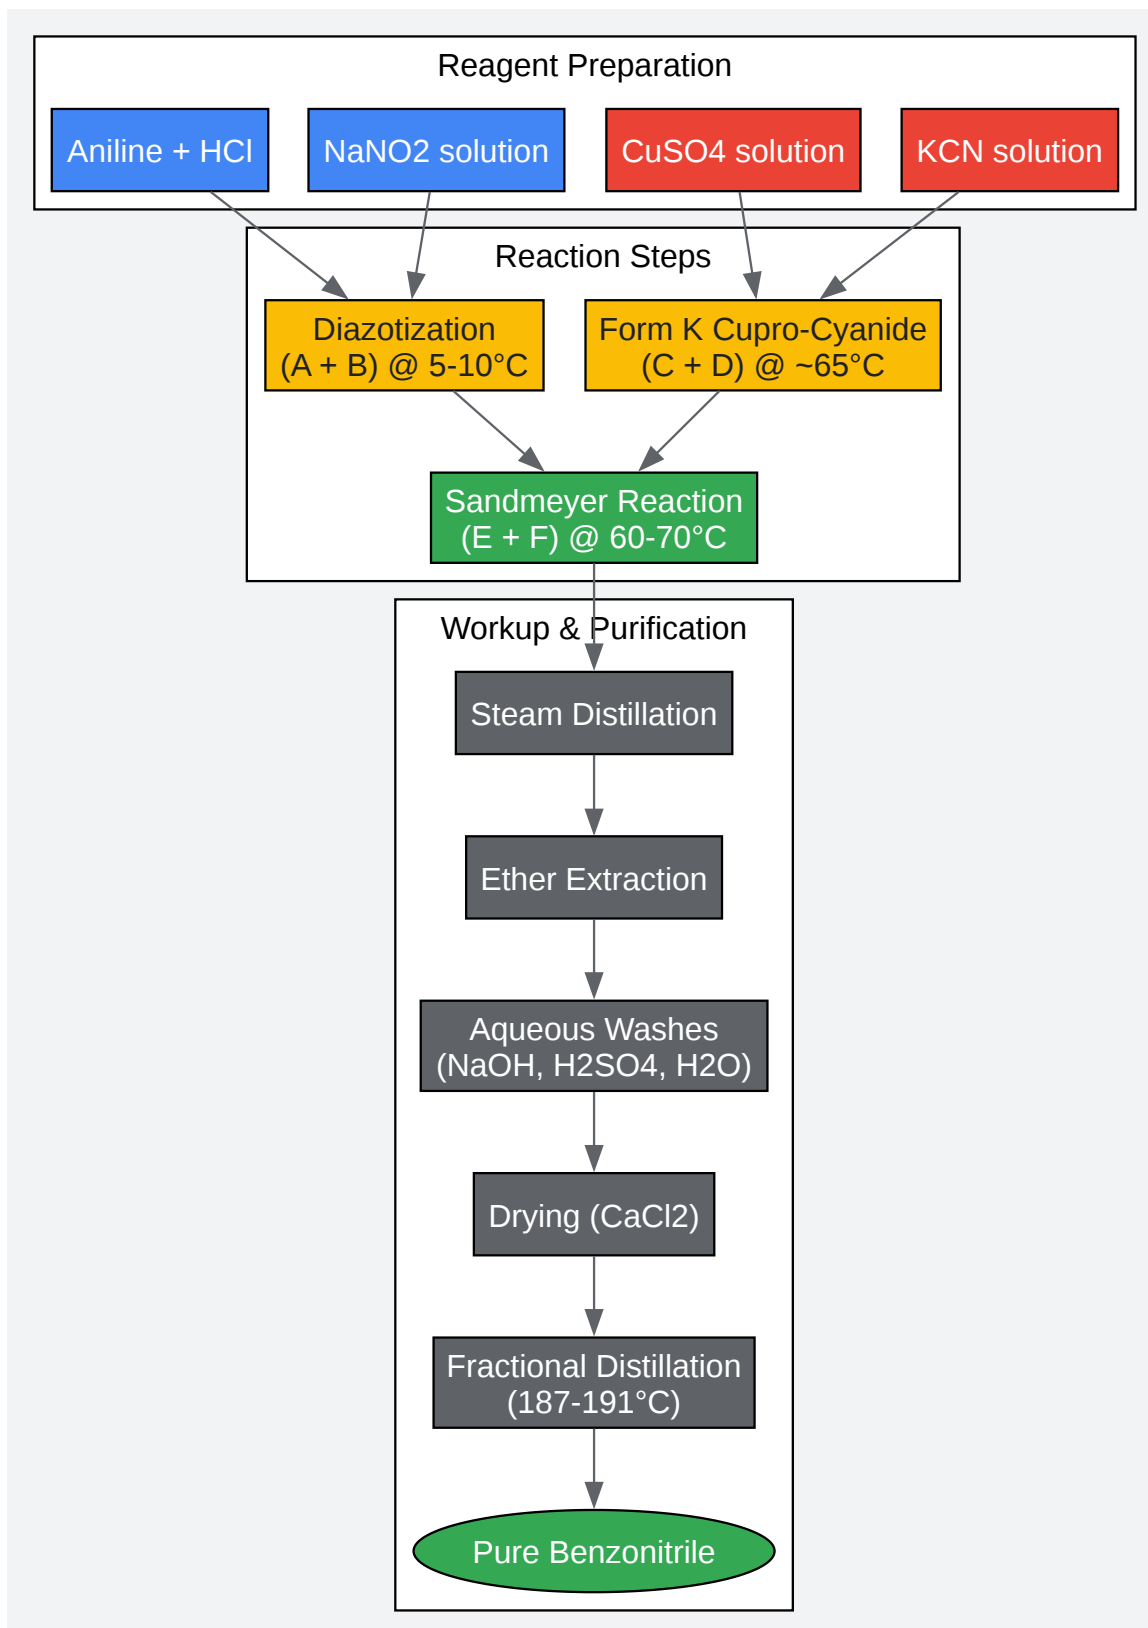 Reagent Preparation
Aniline + HCl
NaNO2 solution
CuSO4 solution
KCN solution
Reaction Steps
Diazotization
(A + B) @ 5-10°C
Form K Cupro-Cyanide
(C + D) @ ~65°C
Sandmeyer Reaction
(E + F) @ 60-70°C
Workup & Purification
Steam Distillation
Ether Extraction
Aqueous Washes
(NaOH, H2SO4, H2O)
Drying (CaCl2)
Fractional Distillation
(187-191°C)
Pure Benzonitrile